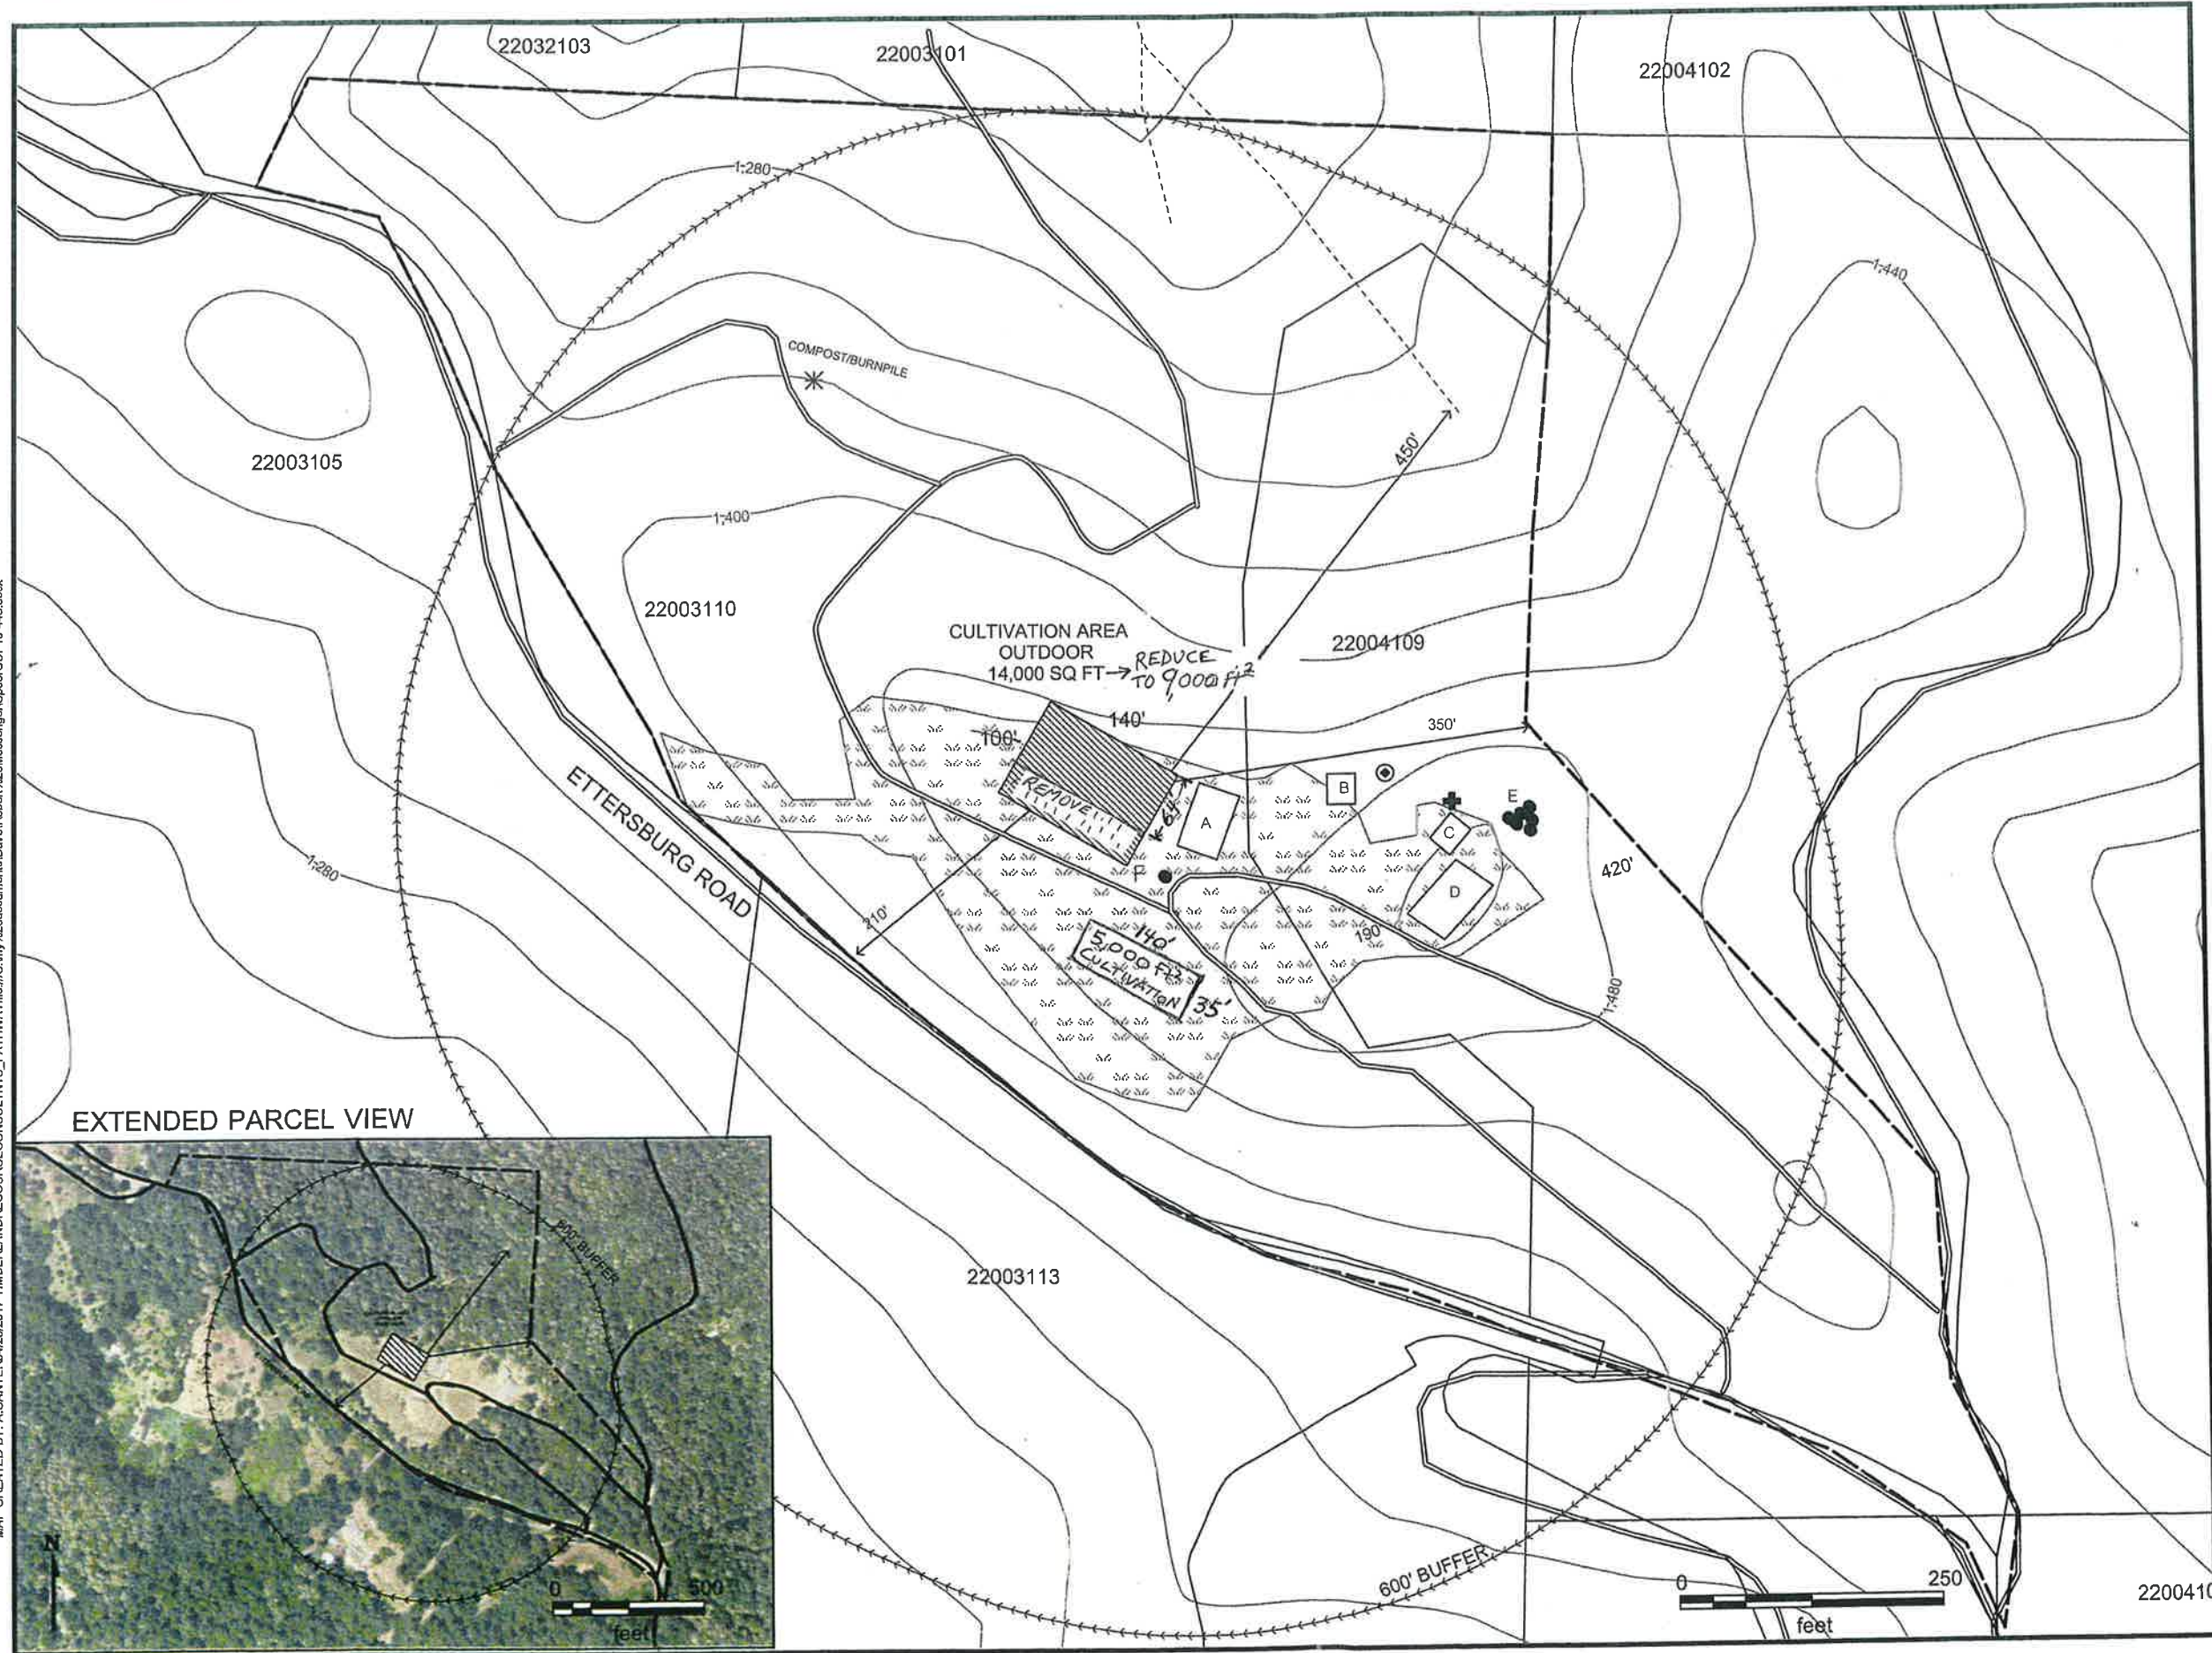 22032103
22003101
22004102
1,280
1,440
COMPOST/BURNPILE
450'
22003105
1,400
22003110
CULTIVATION AREA
OUTDOOR
14,000 SQ FT → REDUCE
TO 9,000 ft²
22004109
140'
100'
350'
REMOVE
A
B
C
D
E
F
420'
ETTERSBURG ROAD
1,280
210'
190'
140'
5,000 Ft²
CULTIVATION
35'
1,480
EXTENDED PARCEL VIEW
600' BUFFER
N
0 500
feet
22003113
600' BUFFER
0 250
feet
2200410